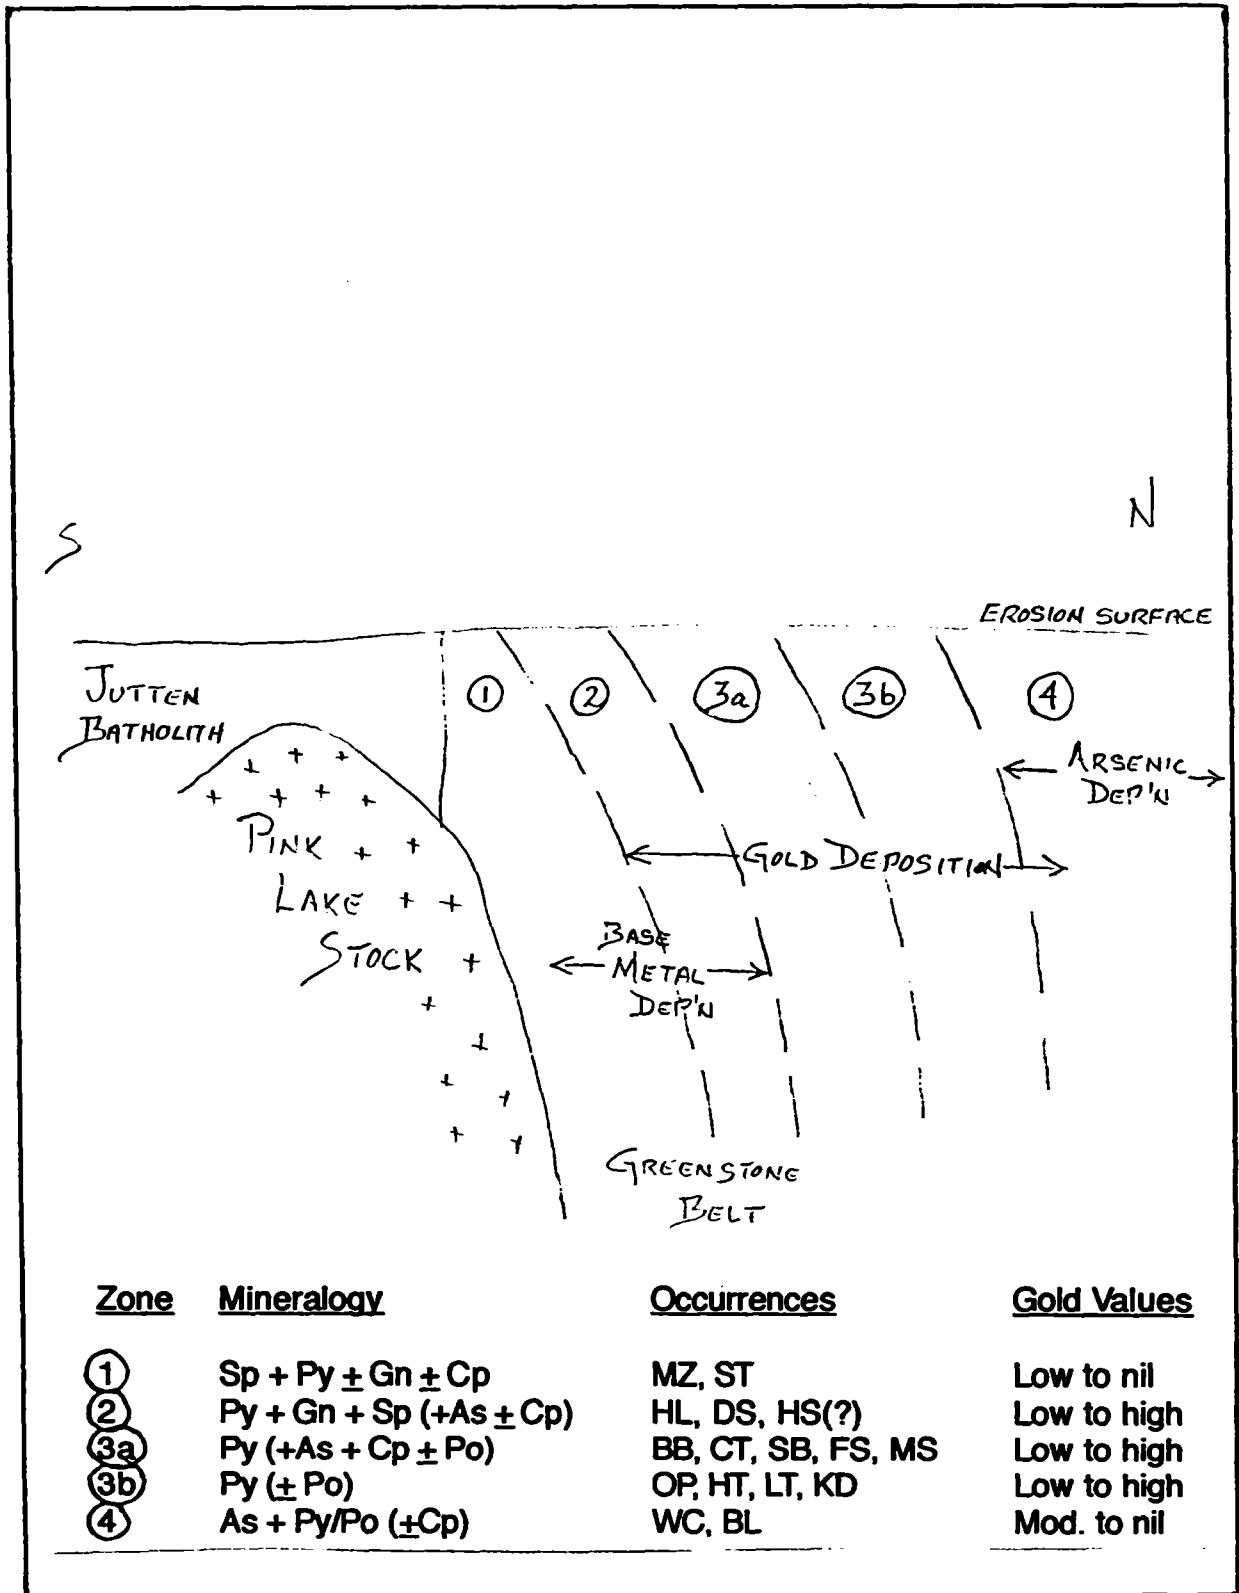 N
S
EROSION SURFACE
JUTTEN
BATHOLITH
1 2 3a 3b 4
ARSENIC
DEP'N
PINK
LAKE
STOCK
GOLD DEPOSITION
BASE
METAL
DEP'N
GREENSTONE
BELT
Zone Mineralogy Occurrences Gold Values
1 Sp + Py ± Gn ± Cp MZ, ST Low to nil
2 Py + Gn + Sp (+As ± Cp) HL, DS, HS(?) Low to high
3a Py (+As + Cp ± Po) BB, CT, SB, FS, MS Low to high
3b Py (± Po) OP, HT, LT, KD Low to high
4 As + Py/Po (±Cp) WC, BL Mod. to nil